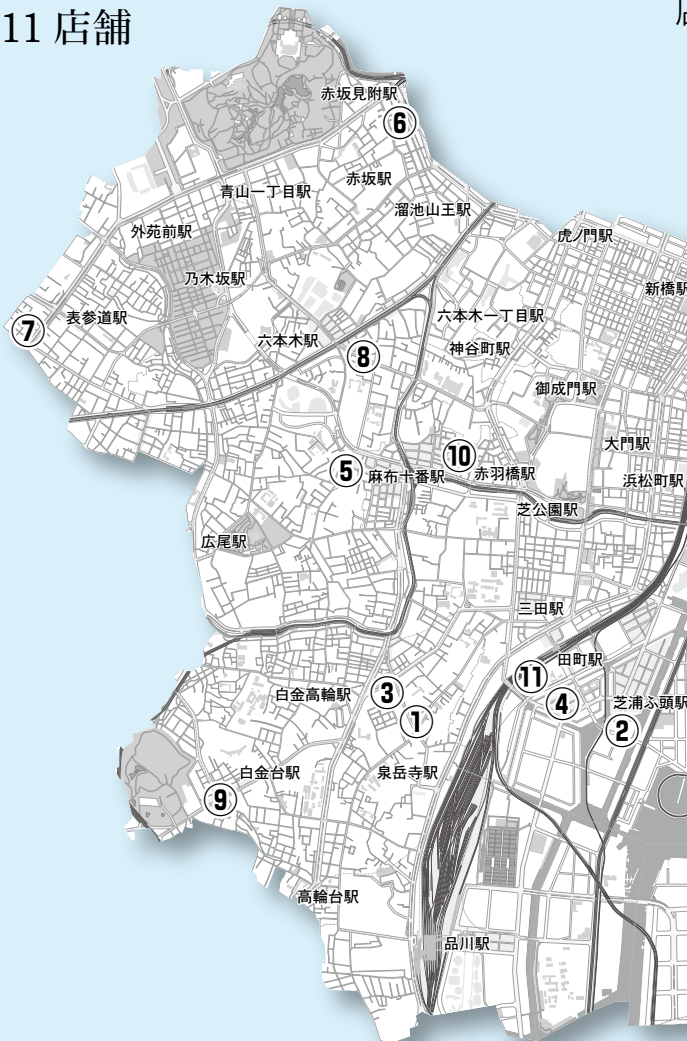 11 店舗
店
赤坂見附駅
⑥
赤坂駅
青山一丁目駅
溜池山王駅
外苑前駅
虎ノ門駅
乃木坂駅
新橋駅
表参道駅
⑦
六本木一丁目駅
六本木駅
神谷町駅
⑧
御成門駅
大門駅
⑩
⑤
麻布十番駅
赤羽橋駅
浜松町駅
芝公園駅
広尾駅
三田駅
田町駅
⑪
白金高輪駅
③
④
芝浦ふ頭駅
①
②
白金台駅
泉岳寺駅
⑨
高輪台駅
品川駅